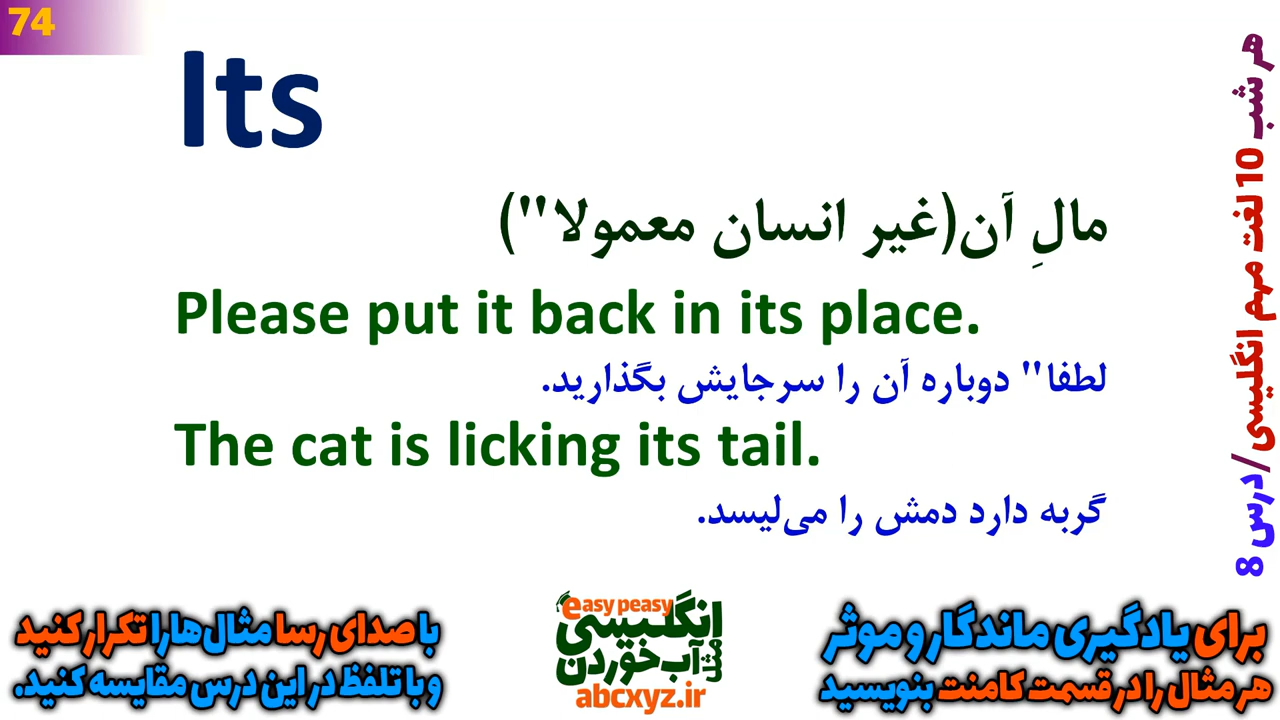 74
Its
مالِ آن(غیر انسان معمولا")
Please put it back in its place.
لطفا" دوباره آن را سرجایش بگذارید.
The cat is licking its tail.
گربه دارد دمش را می‌لیسد.
هر شب 10 لغت مهم انگلیسی/درس 8
برای یادگیری ماندگار و موثر
هر مثال را در قسمت کامنت بنویسید
easy peasy
انگلیسی
مثل
آب خوردن
abcxyz.ir
با صدای رسا مثال‌ها را تکرار کنید
و با تلفظ در این درس مقایسه کنید.